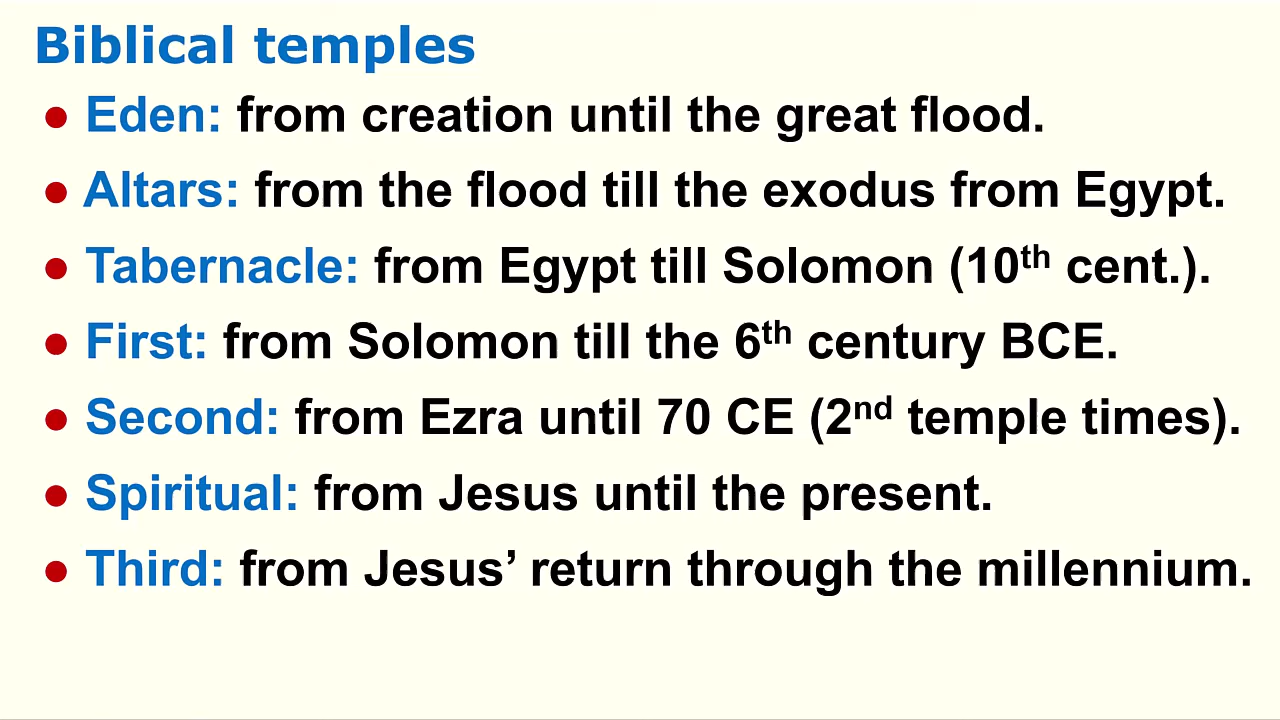 Biblical temples
● Eden: from creation until the great flood.
● Altars: from the flood till the exodus from Egypt.
● Tabernacle: from Egypt till Solomon (10th cent.).
● First: from Solomon till the 6th century BCE.
● Second: from Ezra until 70 CE (2nd temple times).
● Spiritual: from Jesus until the present.
● Third: from Jesus’ return through the millennium.